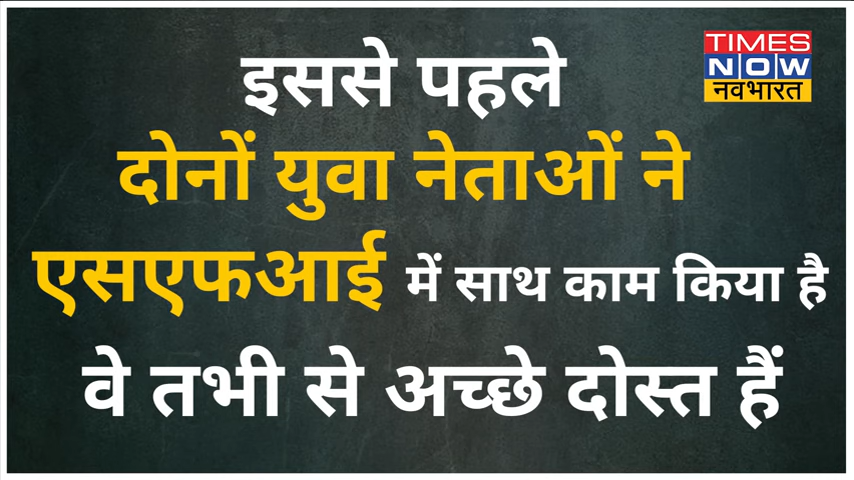 इससे पहले
TIMES
NOW
नवभारत
दोनों युवा नेताओं ने
एसएफआई में साथ काम किया है
वे तभी से अच्छे दोस्त हैं